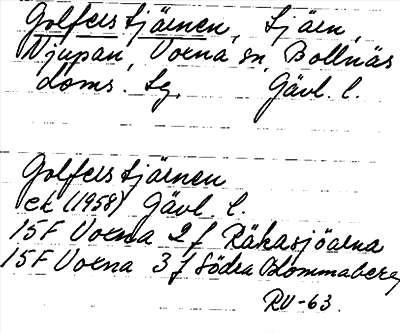 Golfers tjärnen, Tjärn,
Njupan, Voxna sn, Bollnäs
doms. hg. Gävl. l.
Golfers tjärnen
ek (1958) Gävl. l.
15F Voxna 2 f Räkasjöarna
15F Voxna 3 f Södra Blommaberg
RV-63.